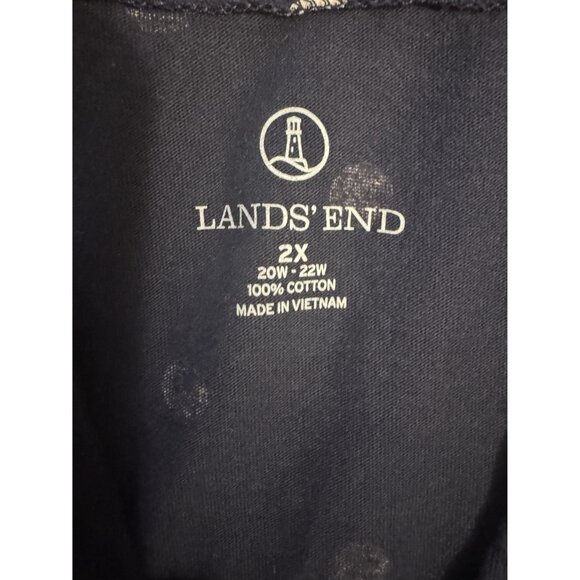 LANDS' END
2X
20W - 22W
100% COTTON
MADE IN VIETNAM